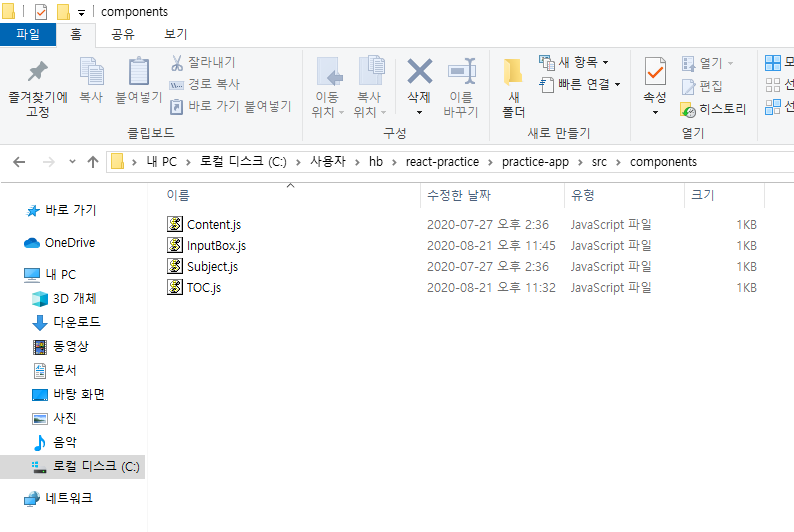 components
파일 홈 공유 보기
즐겨찾기에 고정
복사
붙여넣기
잘라내기
경로 복사
바로 가기 붙여넣기
클립보드
이동 위치
복사 위치
삭제
이름 바꾸기
구성
새 폴더
새 항목
빠른 연결
새로 만들기
속성
열기
편집
히스토리
열기
모
선
선
내 PC > 로컬 디스크 (C:) > 사용자 > hb > react-practice > practice-app > src > components
이름 수정한 날짜 유형 크기
Content.js 2020-07-27 오후 2:36 JavaScript 파일 1KB
InputBox.js 2020-08-21 오후 11:45 JavaScript 파일 1KB
Subject.js 2020-07-27 오후 2:36 JavaScript 파일 1KB
TOC.js 2020-08-21 오후 11:32 JavaScript 파일 1KB
바로 가기
OneDrive
내 PC
3D 개체
다운로드
동영상
문서
바탕 화면
사진
음악
로컬 디스크 (C:)
네트워크